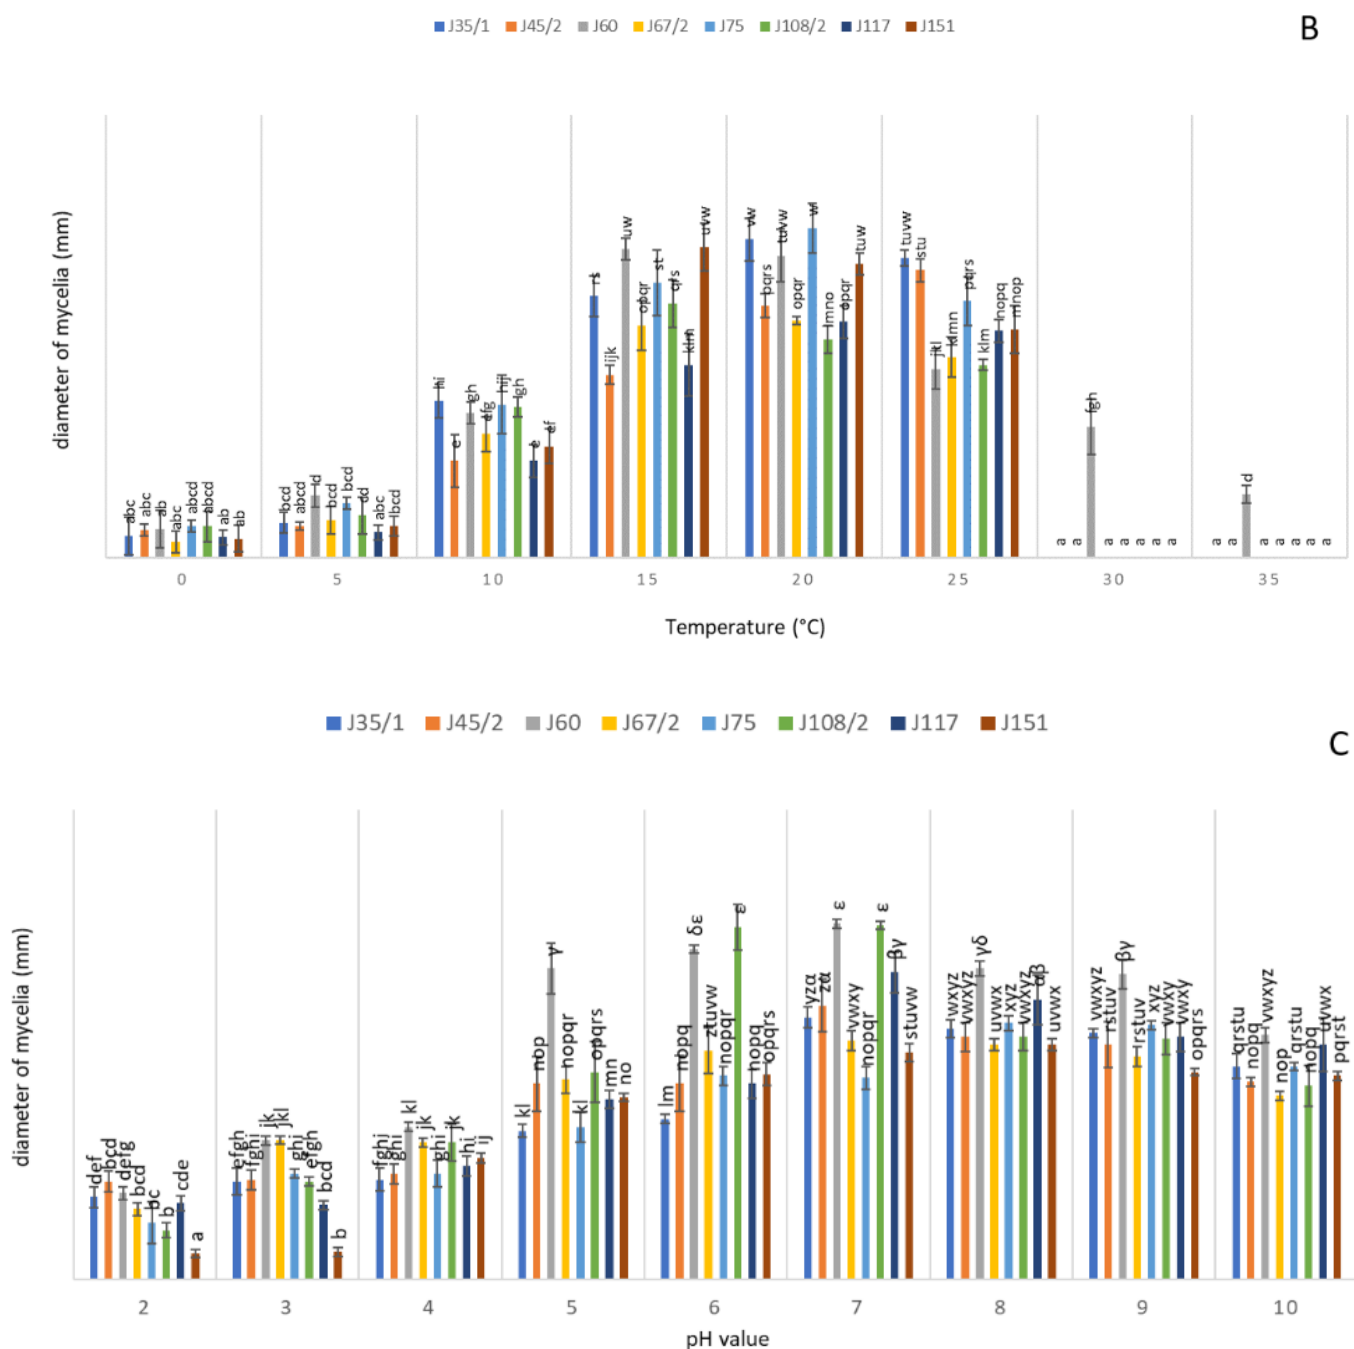 J35/1 J45/2 J60 J67/2 J75 J108/2 J117 J151
B
diameter of mycelia (mm)
abc abc ab abc abcd abcd ab ab
bcd abcd d bcd bcd cd abc bcd
hi e gh efg hij gh e ef
rs ijk uw opqr st qrs klm uvw
vw pqrs tuvw opqr w mno opqr tuw
tuvw stu jkl klmn pqrs klm nopq mnop
a a fgh a a a a a
a a d a a a a a
0 5 10 15 20 25 30 35
Temperature (°C)
J35/1 J45/2 J60 J67/2 J75 J108/2 J117 J151
C
diameter of mycelia (mm)
def bcd defg bcd bc b cde a
efgh fghi jk jkl ghi efgh bcd b
fghi ghi kl jk ghi jk hi ij
kl nop γ nopqr kl opqrs mn no
lm nopq δε nopqr ε nopq opqrs
yzα zα ε vwxy nopqr ε βγ stuvw
vwxyz vwxyz γδ uvwx xyz vwxyz αβ uvwx
vwxyz rstuv βγ rstuv xyz vwxy vwxy opqrs
qrstu nopq vwxyz nop qrstu nopq uvwx pqrst
2 3 4 5 6 7 8 9 10
pH value